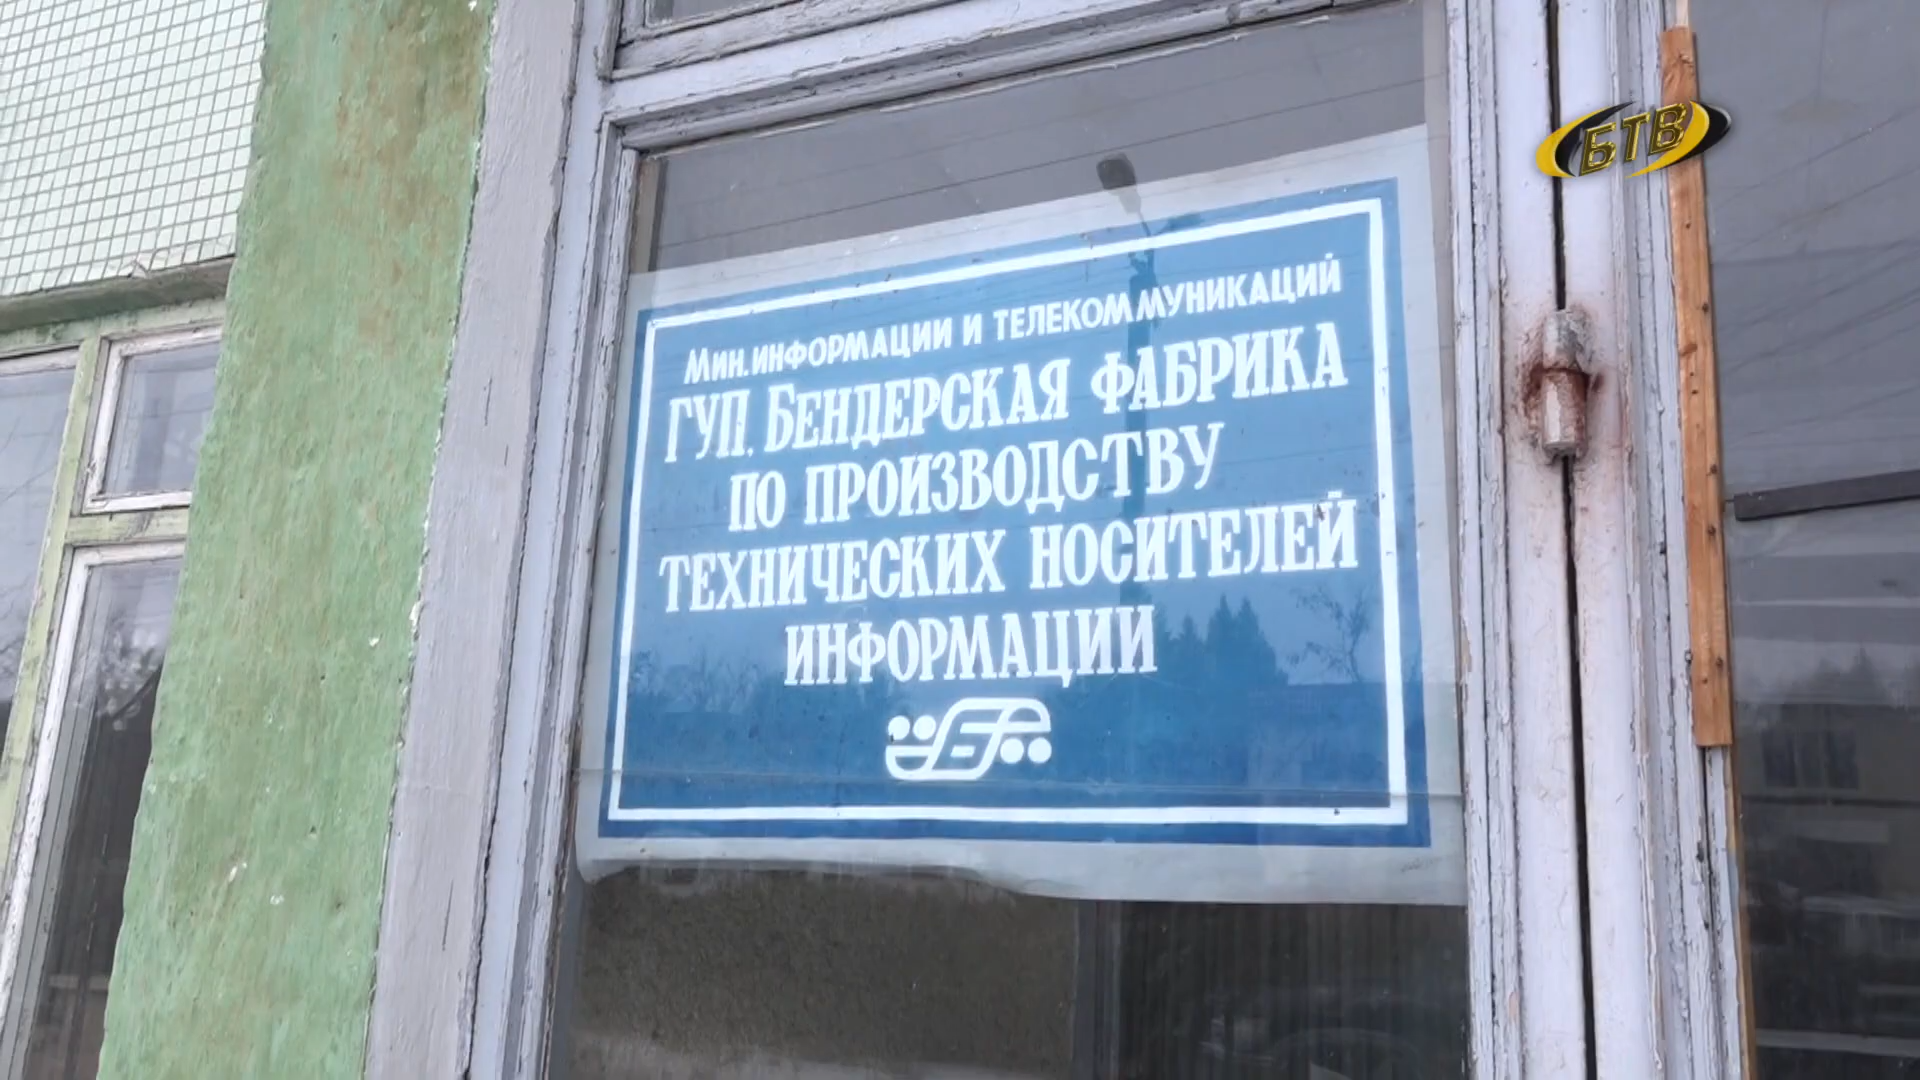 БТВ
Мин. информации и телекоммуникаций
ГУП. Бендерская фабрика
по производству
технических носителей
информации